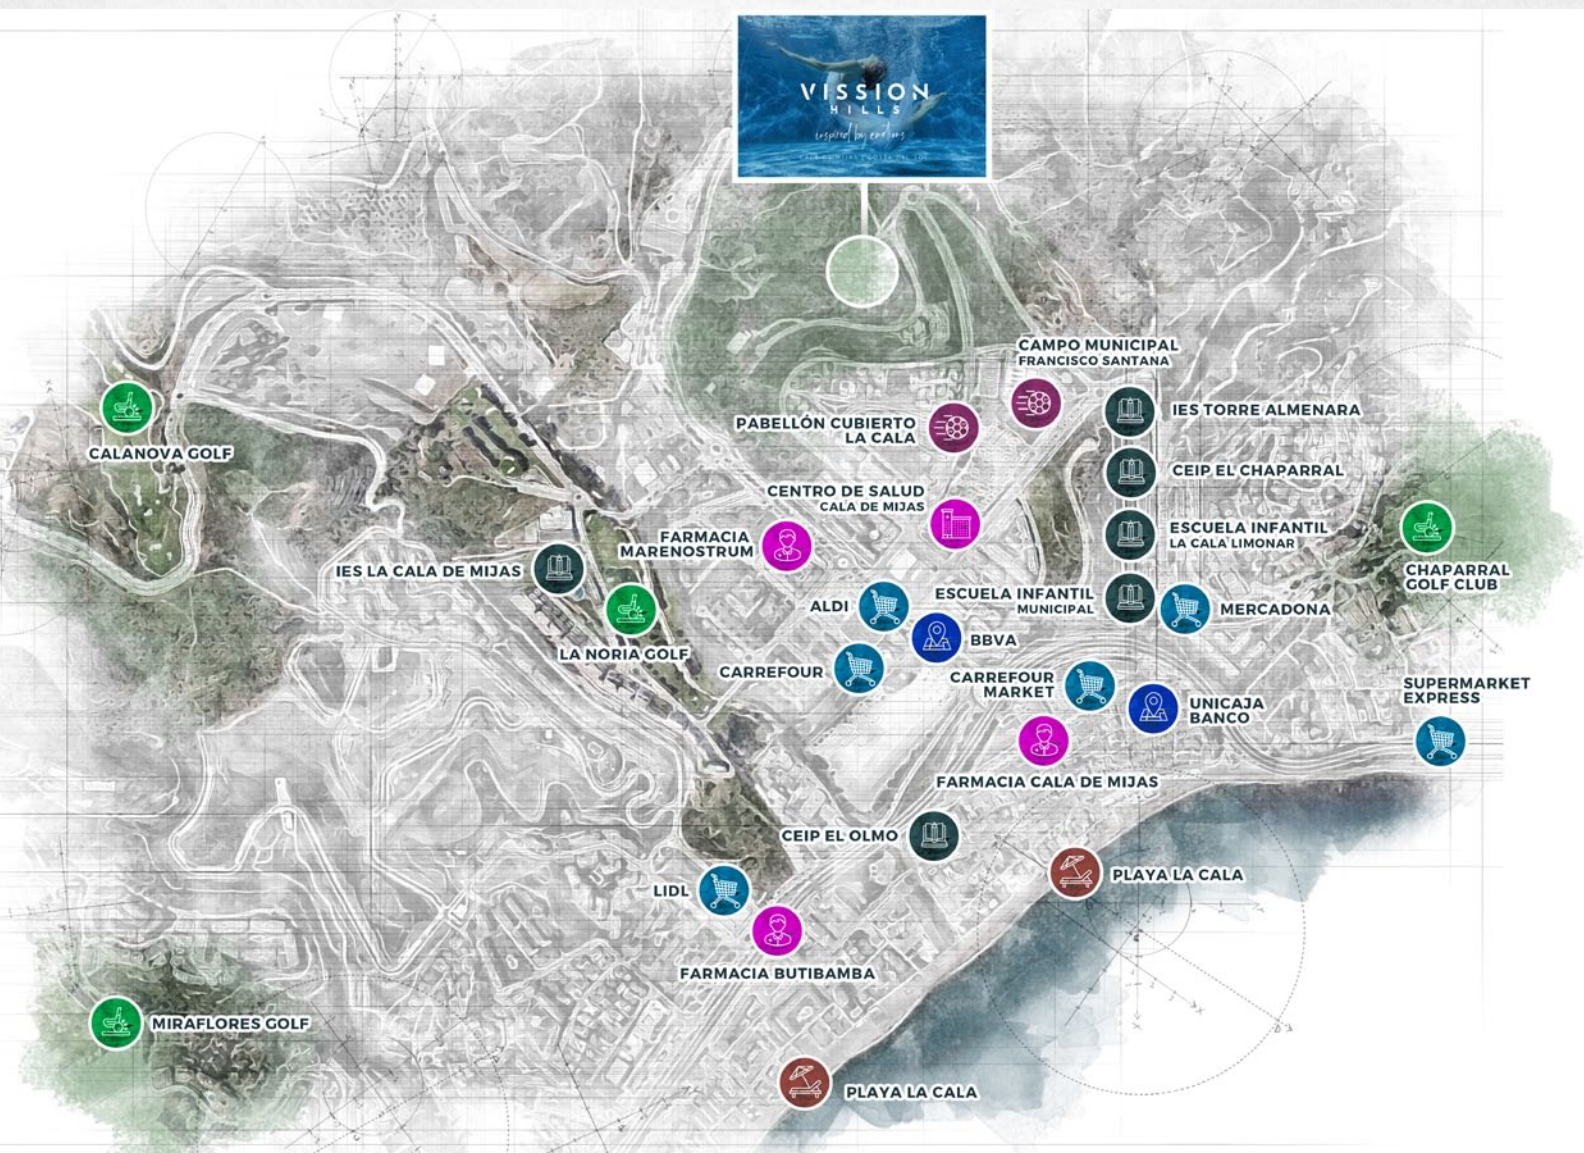 VISSION
HILLS
inspired by emotions
CAMPO MUNICIPAL
FRANCISCO SANTANA
IES TORRE ALMENARA
PABELLÓN CUBIERTO
LA CALA
CALANOVA GOLF
CEIP EL CHAPARRAL
CENTRO DE SALUD
CALA DE MIJAS
ESCUELA INFANTIL
LA CALA LIMONAR
FARMACIA
MARENOSTRUM
IES LA CALA DE MIJAS
CHAPARRAL
GOLF CLUB
ESCUELA INFANTIL
MUNICIPAL
ALDI
MERCADONA
BBVA
LA NORIA GOLF
CARREFOUR
CARREFOUR
MARKET
SUPERMARKET
EXPRESS
UNICAJA
BANCO
FARMACIA CALA DE MIJAS
CEIP EL OLMO
PLAYA LA CALA
LIDL
FARMACIA BUTIBAMBA
MIRAFLORES GOLF
PLAYA LA CALA